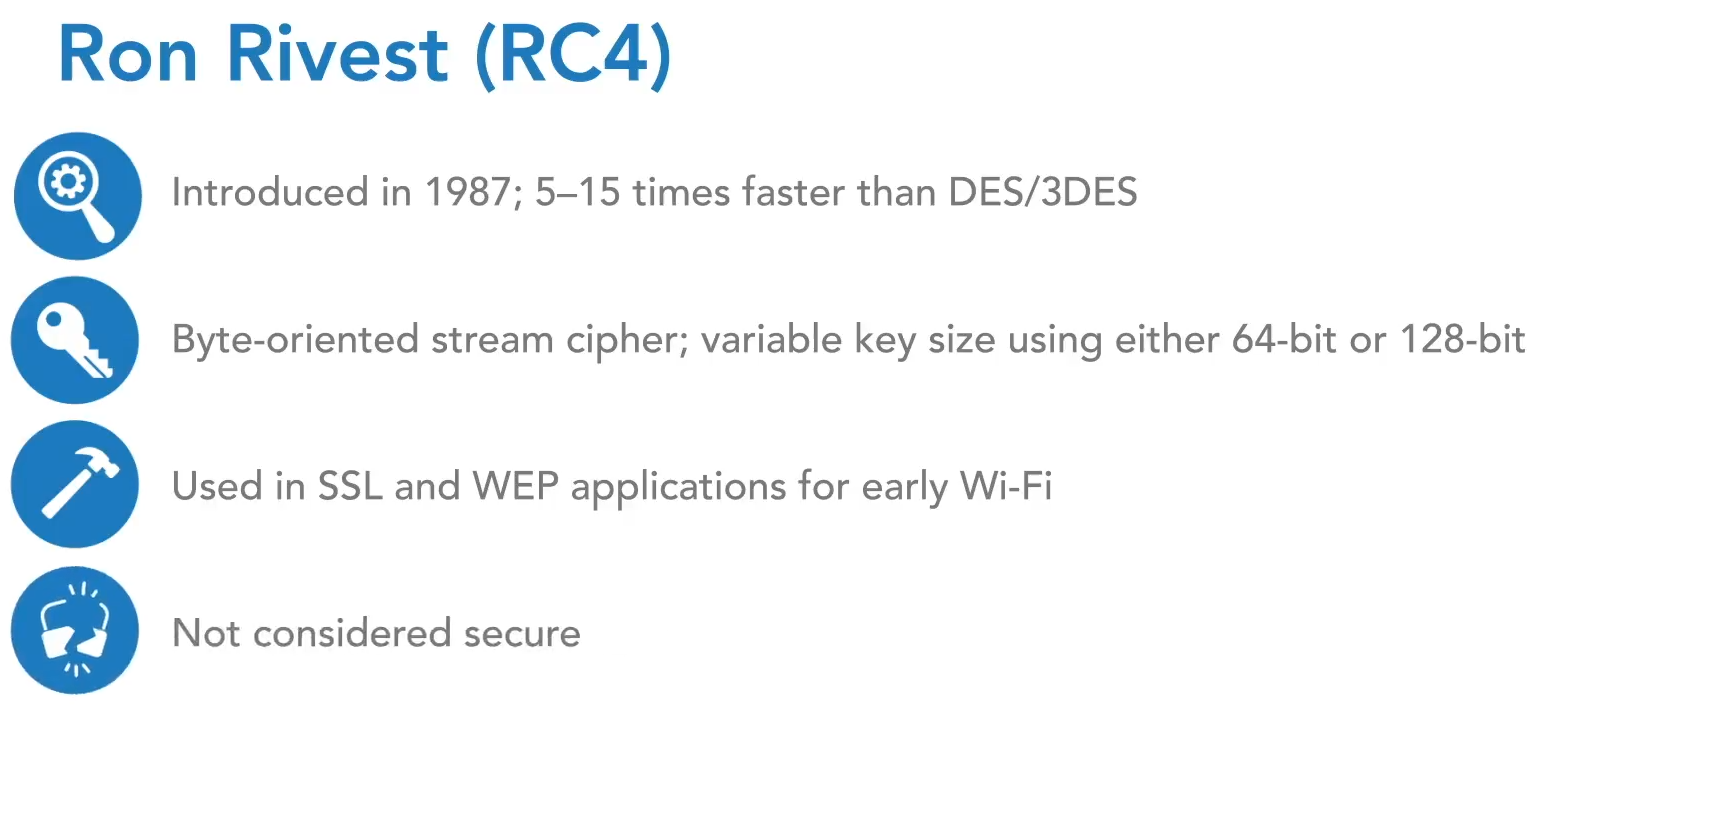 Ron Rivest (RC4)
Introduced in 1987; 5–15 times faster than DES/3DES
Byte-oriented stream cipher; variable key size using either 64-bit or 128-bit
Used in SSL and WEP applications for early Wi-Fi
Not considered secure